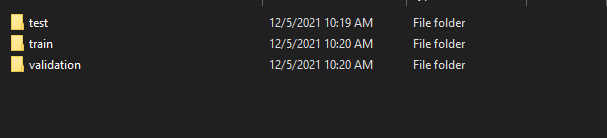 test 12/5/2021 10:19 AM File folder
train 12/5/2021 10:20 AM File folder
validation 12/5/2021 10:20 AM File folder